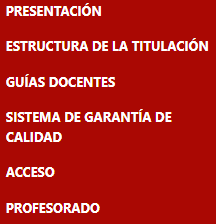 PRESENTACIÓN
ESTRUCTURA DE LA TITULACIÓN
GUÍAS DOCENTES
SISTEMA DE GARANTÍA DE
CALIDAD
ACCESO
PROFESORADO